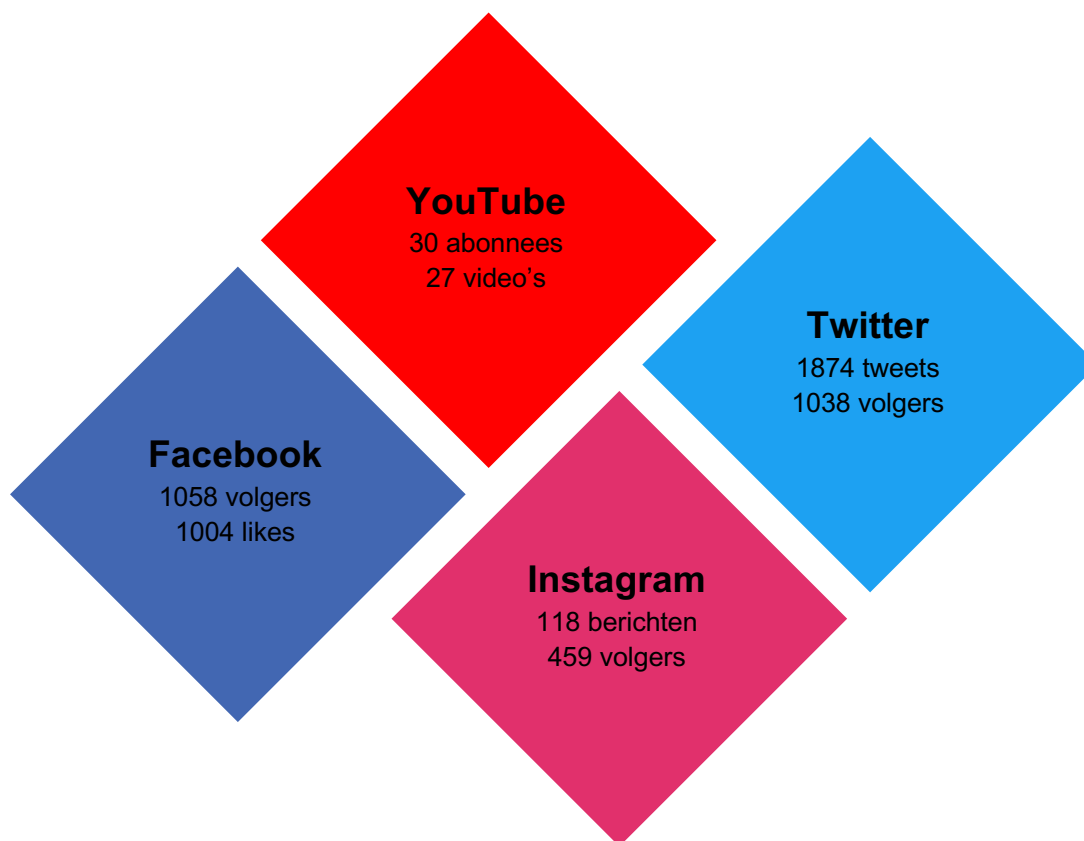 YouTube
30 abonnees
27 video’s
Twitter
1874 tweets
1038 volgers
Facebook
1058 volgers
1004 likes
Instagram
118 berichten
459 volgers